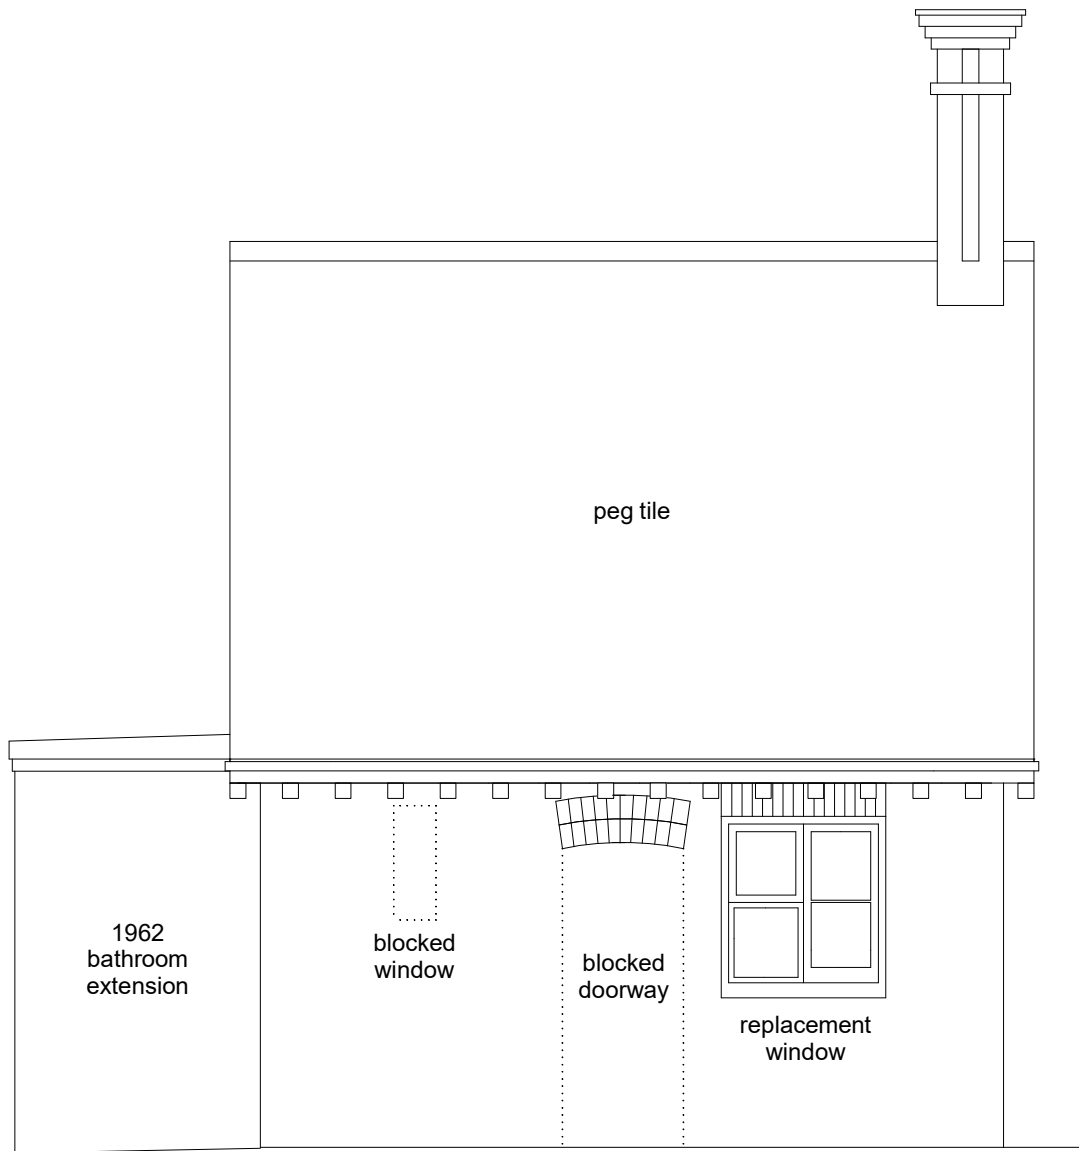 peg tile
1962
bathroom
extension
blocked
window
blocked
doorway
replacement
window